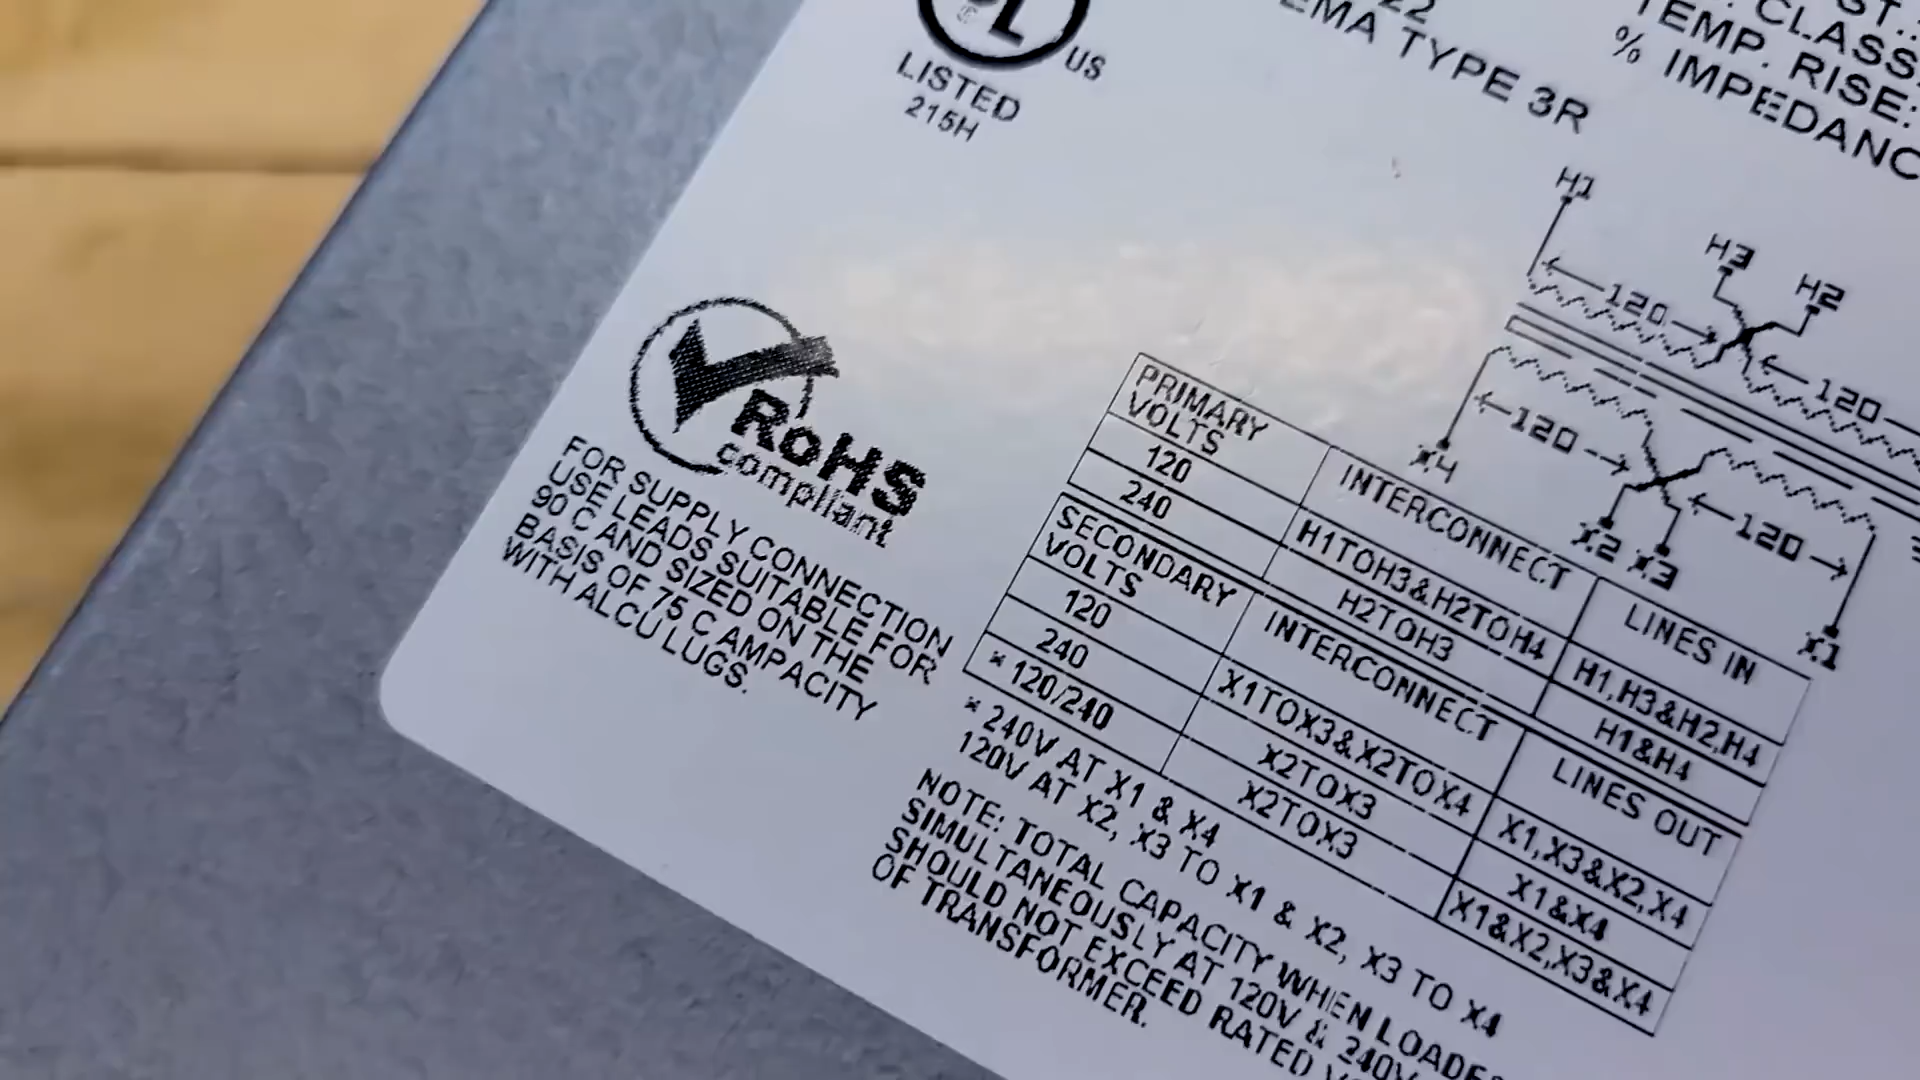 UL
US
LISTED
215H
22
TYPE 3R
CLASS
TEMP. RISE:
% IMPEDANC
H1
H3
H2
120
120
X4
120
X2
X3
120
X1
RoHS
compliant
FOR SUPPLY CONNECTION
USE LEADS SUITABLE FOR
90 C AND SIZED ON THE
BASIS OF 75 C AMPACITY
WITH ALCU LUGS.
PRIMARY VOLTS INTERCONNECT LINES IN
120 H1TOH3&H2TOH4 H1,H3&H2,H4
240 H2TOH3 H1&H4
SECONDARY VOLTS INTERCONNECT LINES OUT
120 X1TOX3&X2TOX4 X1,X3&X2,X4
240 X2TOX3 X1&X4
* 120/240 X2TOX3 X1&X2,X3&X4
* 240V AT X1 & X4
120V AT X2, X3 TO X1 & X2, X3 TO X4
NOTE: TOTAL CAPACITY WHEN LOADE
SIMULTANEOUSLY AT 120V & 240V
SHOULD NOT EXCEED RATED
OF TRANSFORMER.